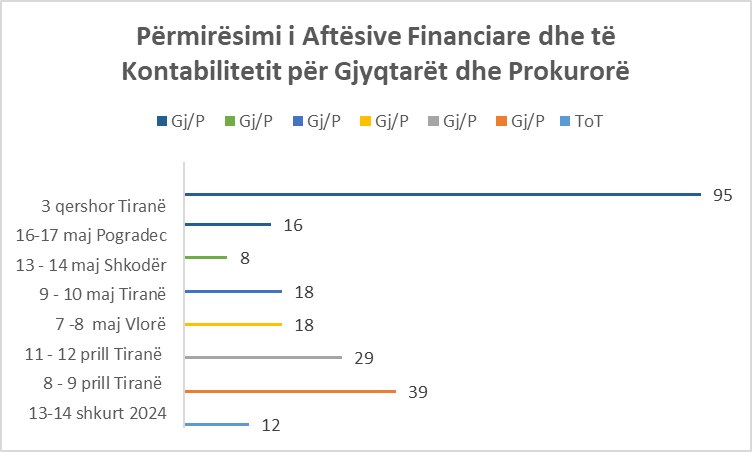 Përmirësimi i Aftësive Financiare dhe të
Kontabilitetit për Gjyqtarët dhe Prokurorë
Gj/P Gj/P Gj/P Gj/P Gj/P Gj/P ToT
3 qershor Tiranë 95
16-17 maj Pogradec 16
13 - 14 maj Shkodër 8
9 - 10 maj Tiranë 18
7 -8 maj Vlorë 18
11 - 12 prill Tiranë 29
8 - 9 prill Tiranë 39
13-14 shkurt 2024 12